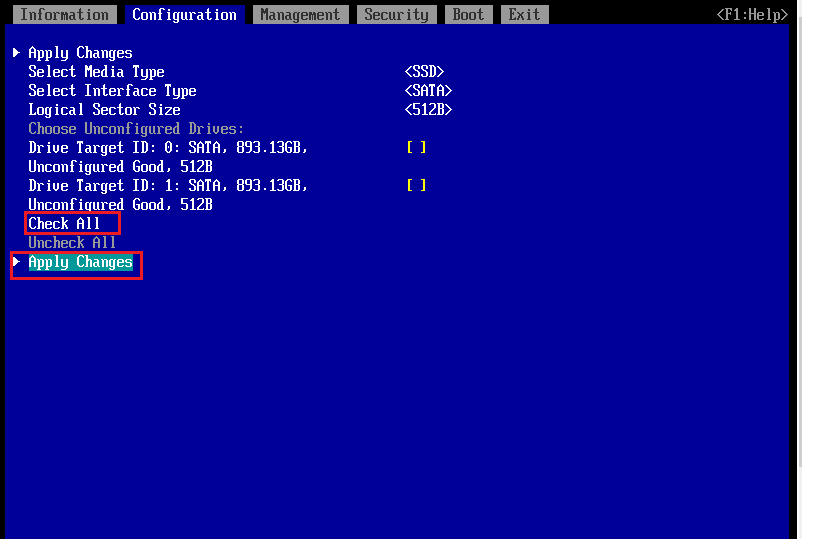 Information Configuration Management Security Boot Exit <F1:Help>
Apply Changes
Select Media Type <SSD>
Select Interface Type <SATA>
Logical Sector Size <512B>
Choose Unconfigured Drives:
Drive Target ID: 0: SATA, 893.13GB, [ ]
Unconfigured Good, 512B
Drive Target ID: 1: SATA, 893.13GB, [ ]
Unconfigured Good, 512B
Check All
Uncheck All
Apply Changes